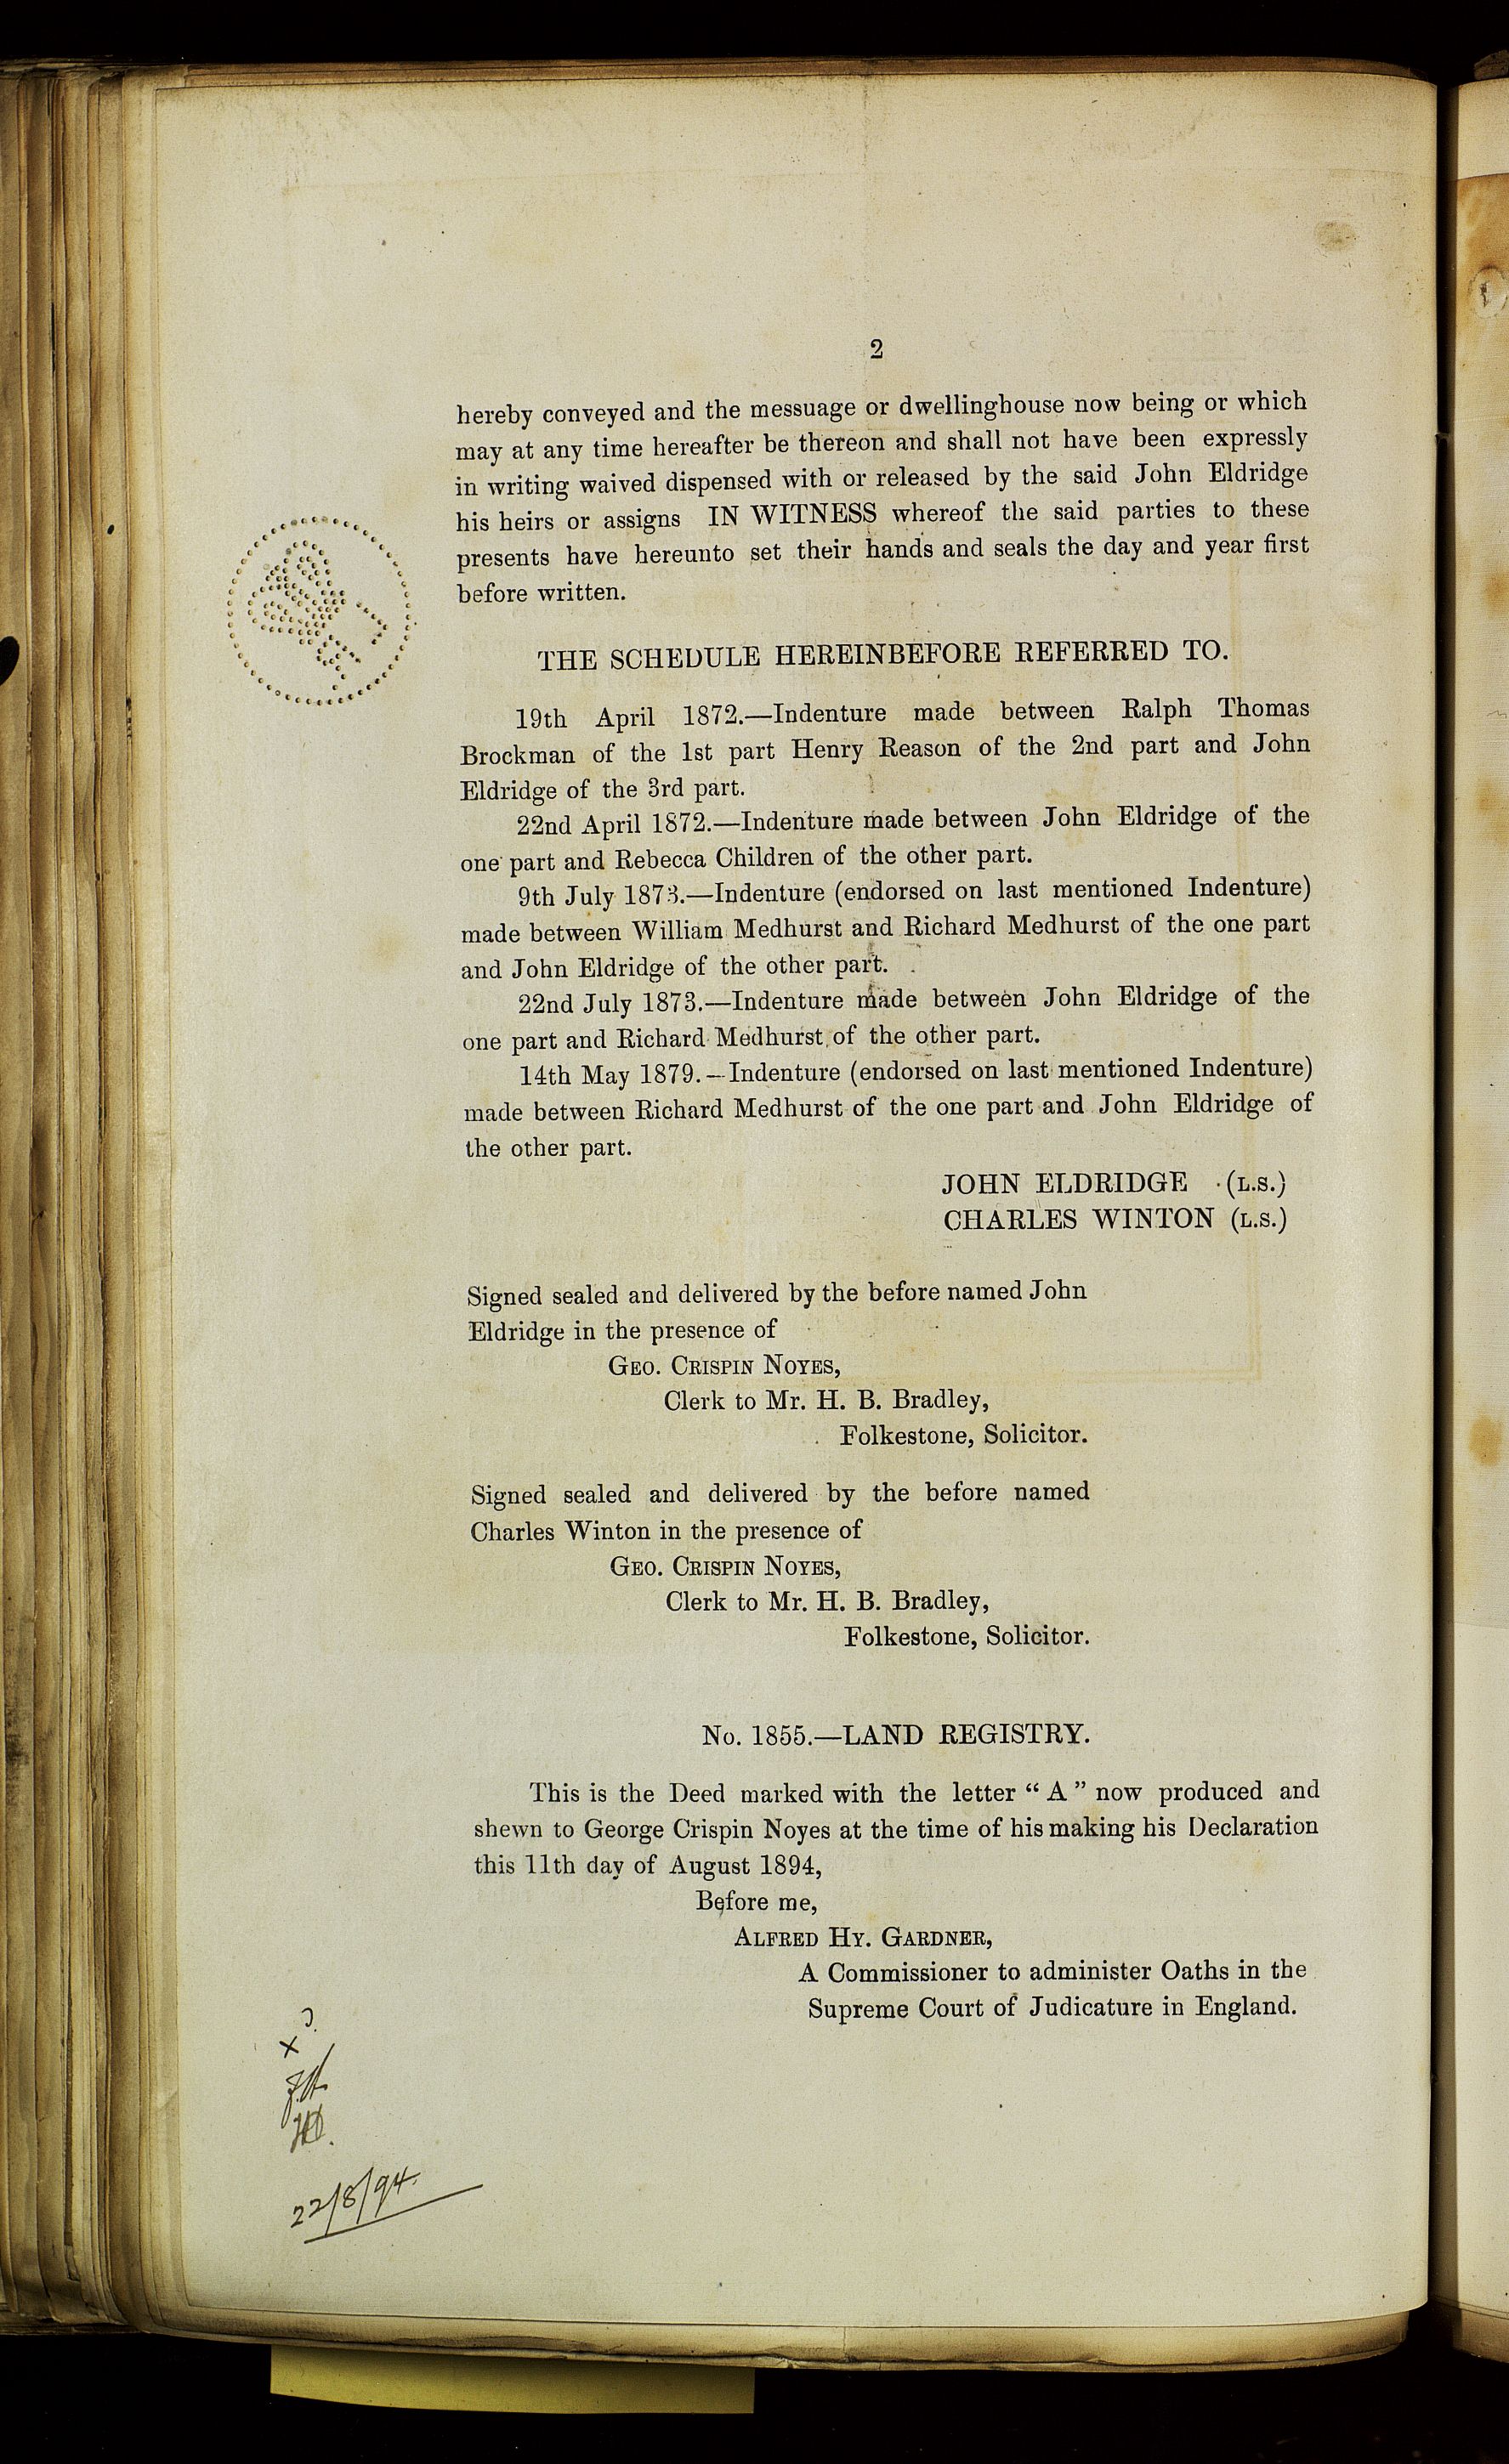 2
hereby conveyed and the messuage or dwellinghouse now being or which
may at any time hereafter be thereon and shall not have been expressly
in writing waived dispensed with or released by the said John Eldridge
his heirs or assigns IN WITNESS whereof the said parties to these
presents have hereunto set their hands and seals the day and year first
before written.
THE SCHEDULE HEREINBEFORE REFERRED TO.
19th April 1872.—Indenture made between Ralph Thomas
Brockman of the 1st part Henry Reason of the 2nd part and John
Eldridge of the 3rd part.
22nd April 1872.—Indenture made between John Eldridge of the
one part and Rebecca Children of the other part.
9th July 1873.—Indenture (endorsed on last mentioned Indenture)
made between William Medhurst and Richard Medhurst of the one part
and John Eldridge of the other part.
22nd July 1873.—Indenture made between John Eldridge of the
one part and Richard Medhurst of the other part.
14th May 1879.—Indenture (endorsed on last mentioned Indenture)
made between Richard Medhurst of the one part and John Eldridge of
the other part.
JOHN ELDRIDGE (L.S.)
CHARLES WINTON (L.S.)
Signed sealed and delivered by the before named John
Eldridge in the presence of
GEO. CRISPIN NOYES,
Clerk to Mr. H. B. Bradley,
Folkestone, Solicitor.
Signed sealed and delivered by the before named
Charles Winton in the presence of
GEO. CRISPIN NOYES,
Clerk to Mr. H. B. Bradley,
Folkestone, Solicitor.
No. 1855.—LAND REGISTRY.
This is the Deed marked with the letter “ A ” now produced and
shewn to George Crispin Noyes at the time of his making his Declaration
this 11th day of August 1894,
Before me,
ALFRED HY. GARDNER,
A Commissioner to administer Oaths in the
Supreme Court of Judicature in England.
22/8/94.